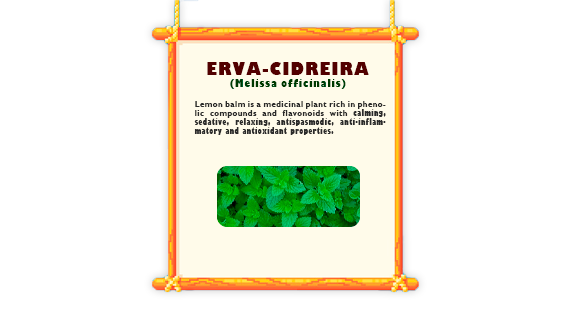 ERVA-CIDREIRA
(Melissa officinalis)
Lemon balm is a medicinal plant rich in pheno-
lic compounds and flavonoids with calming,
sedative, relaxing, antispasmodic, anti-inflam-
matory and antioxidant properties.